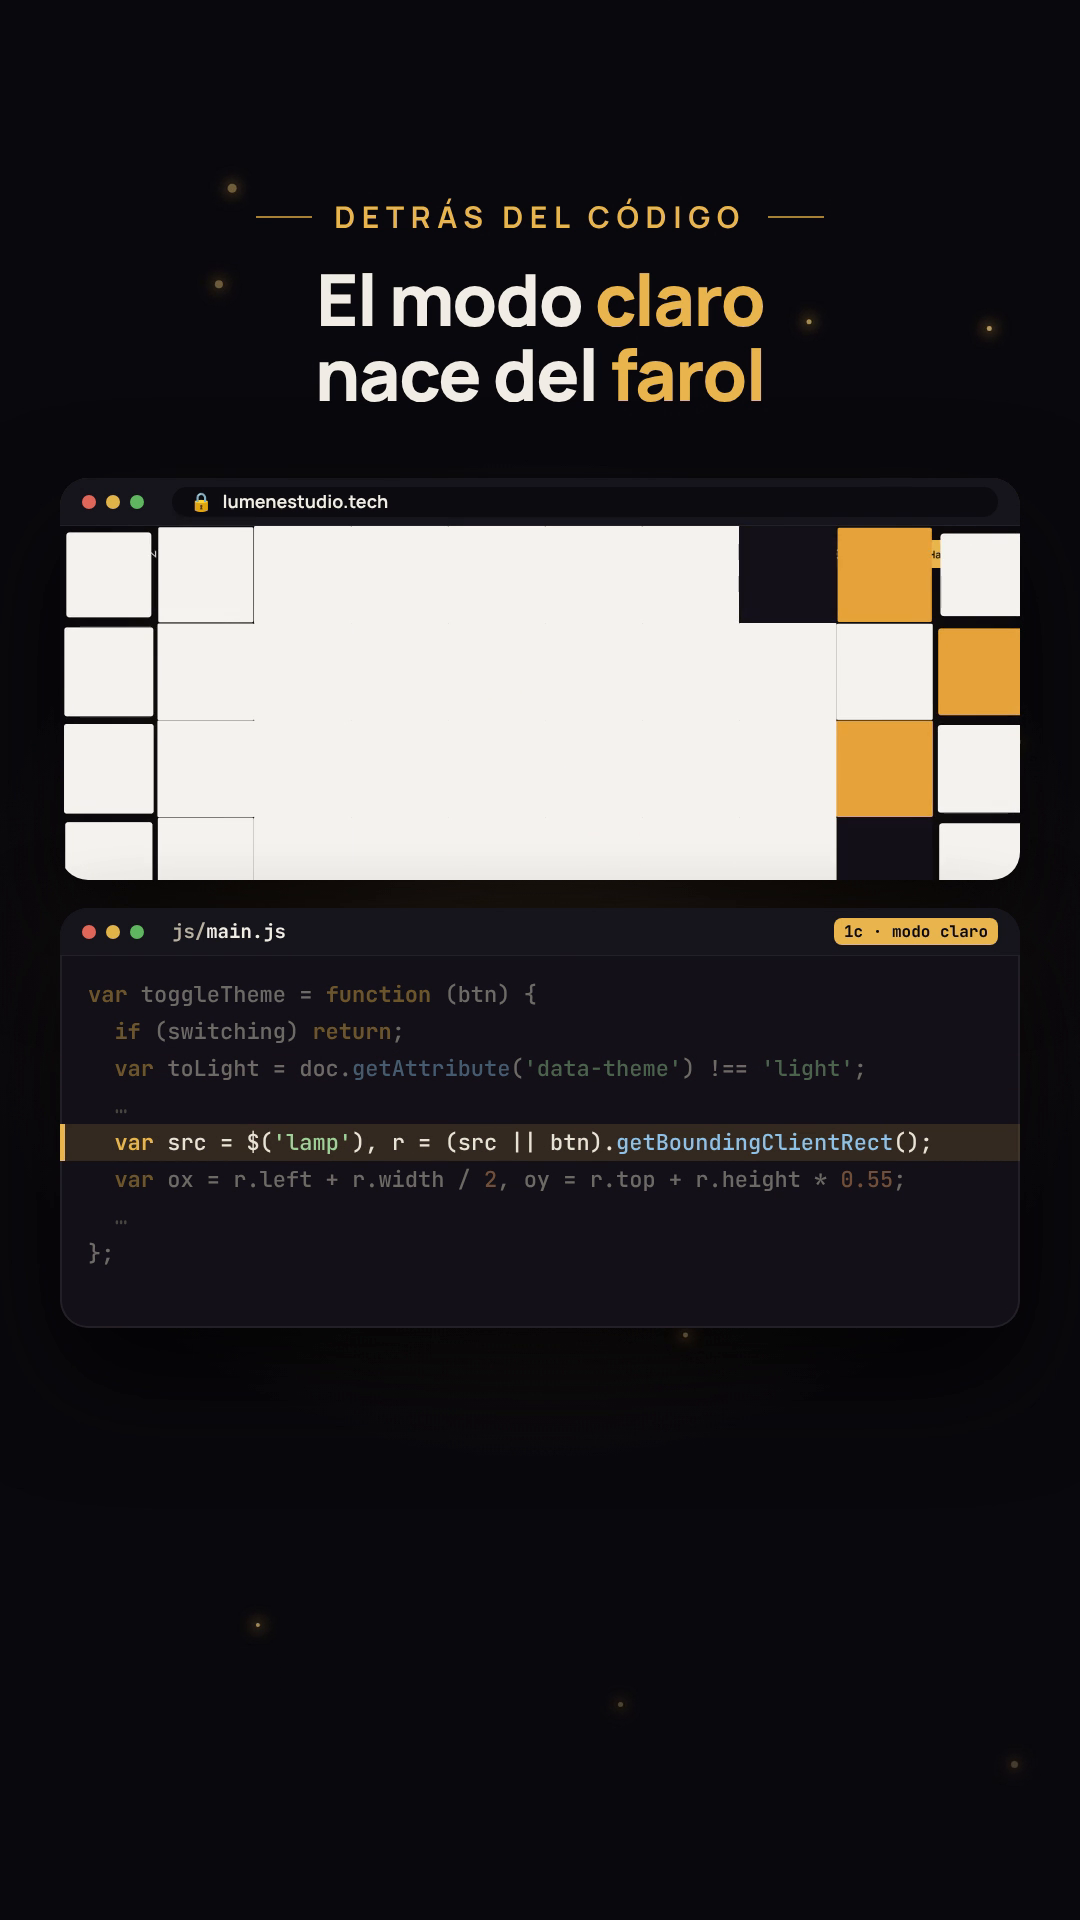 DETRÁS DEL CÓDIGO
El modo claro
nace del farol
lumenestudio.tech
Ha
js/main.js
1c · modo claro
var toggleTheme = function (btn) {
  if (switching) return;
  var toLight = doc.getAttribute('data-theme') !== 'light';
  …
  var src = $('lamp'), r = (src || btn).getBoundingClientRect();
  var ox = r.left + r.width / 2, oy = r.top + r.height * 0.55;
  …
};